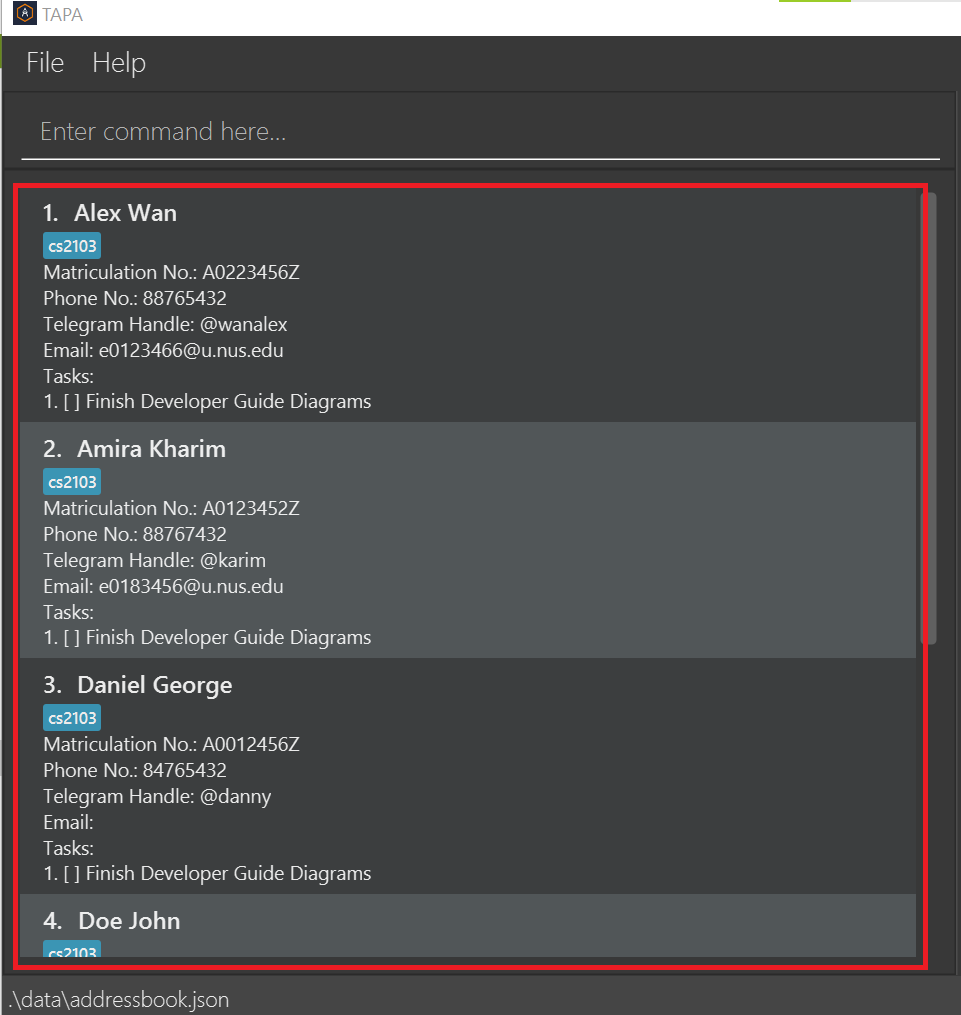 TAPA
File Help
Enter command here...
1. Alex Wan
cs2103
Matriculation No.: A0223456Z
Phone No.: 88765432
Telegram Handle: @wanalex
Email: e0123466@u.nus.edu
Tasks:
1. [ ] Finish Developer Guide Diagrams
2. Amira Kharim
cs2103
Matriculation No.: A0123452Z
Phone No.: 88767432
Telegram Handle: @karim
Email: e0183456@u.nus.edu
Tasks:
1. [ ] Finish Developer Guide Diagrams
3. Daniel George
cs2103
Matriculation No.: A0012456Z
Phone No.: 84765432
Telegram Handle: @danny
Email:
Tasks:
1. [ ] Finish Developer Guide Diagrams
4. Doe John
cs2103
.\data\addressbook.json